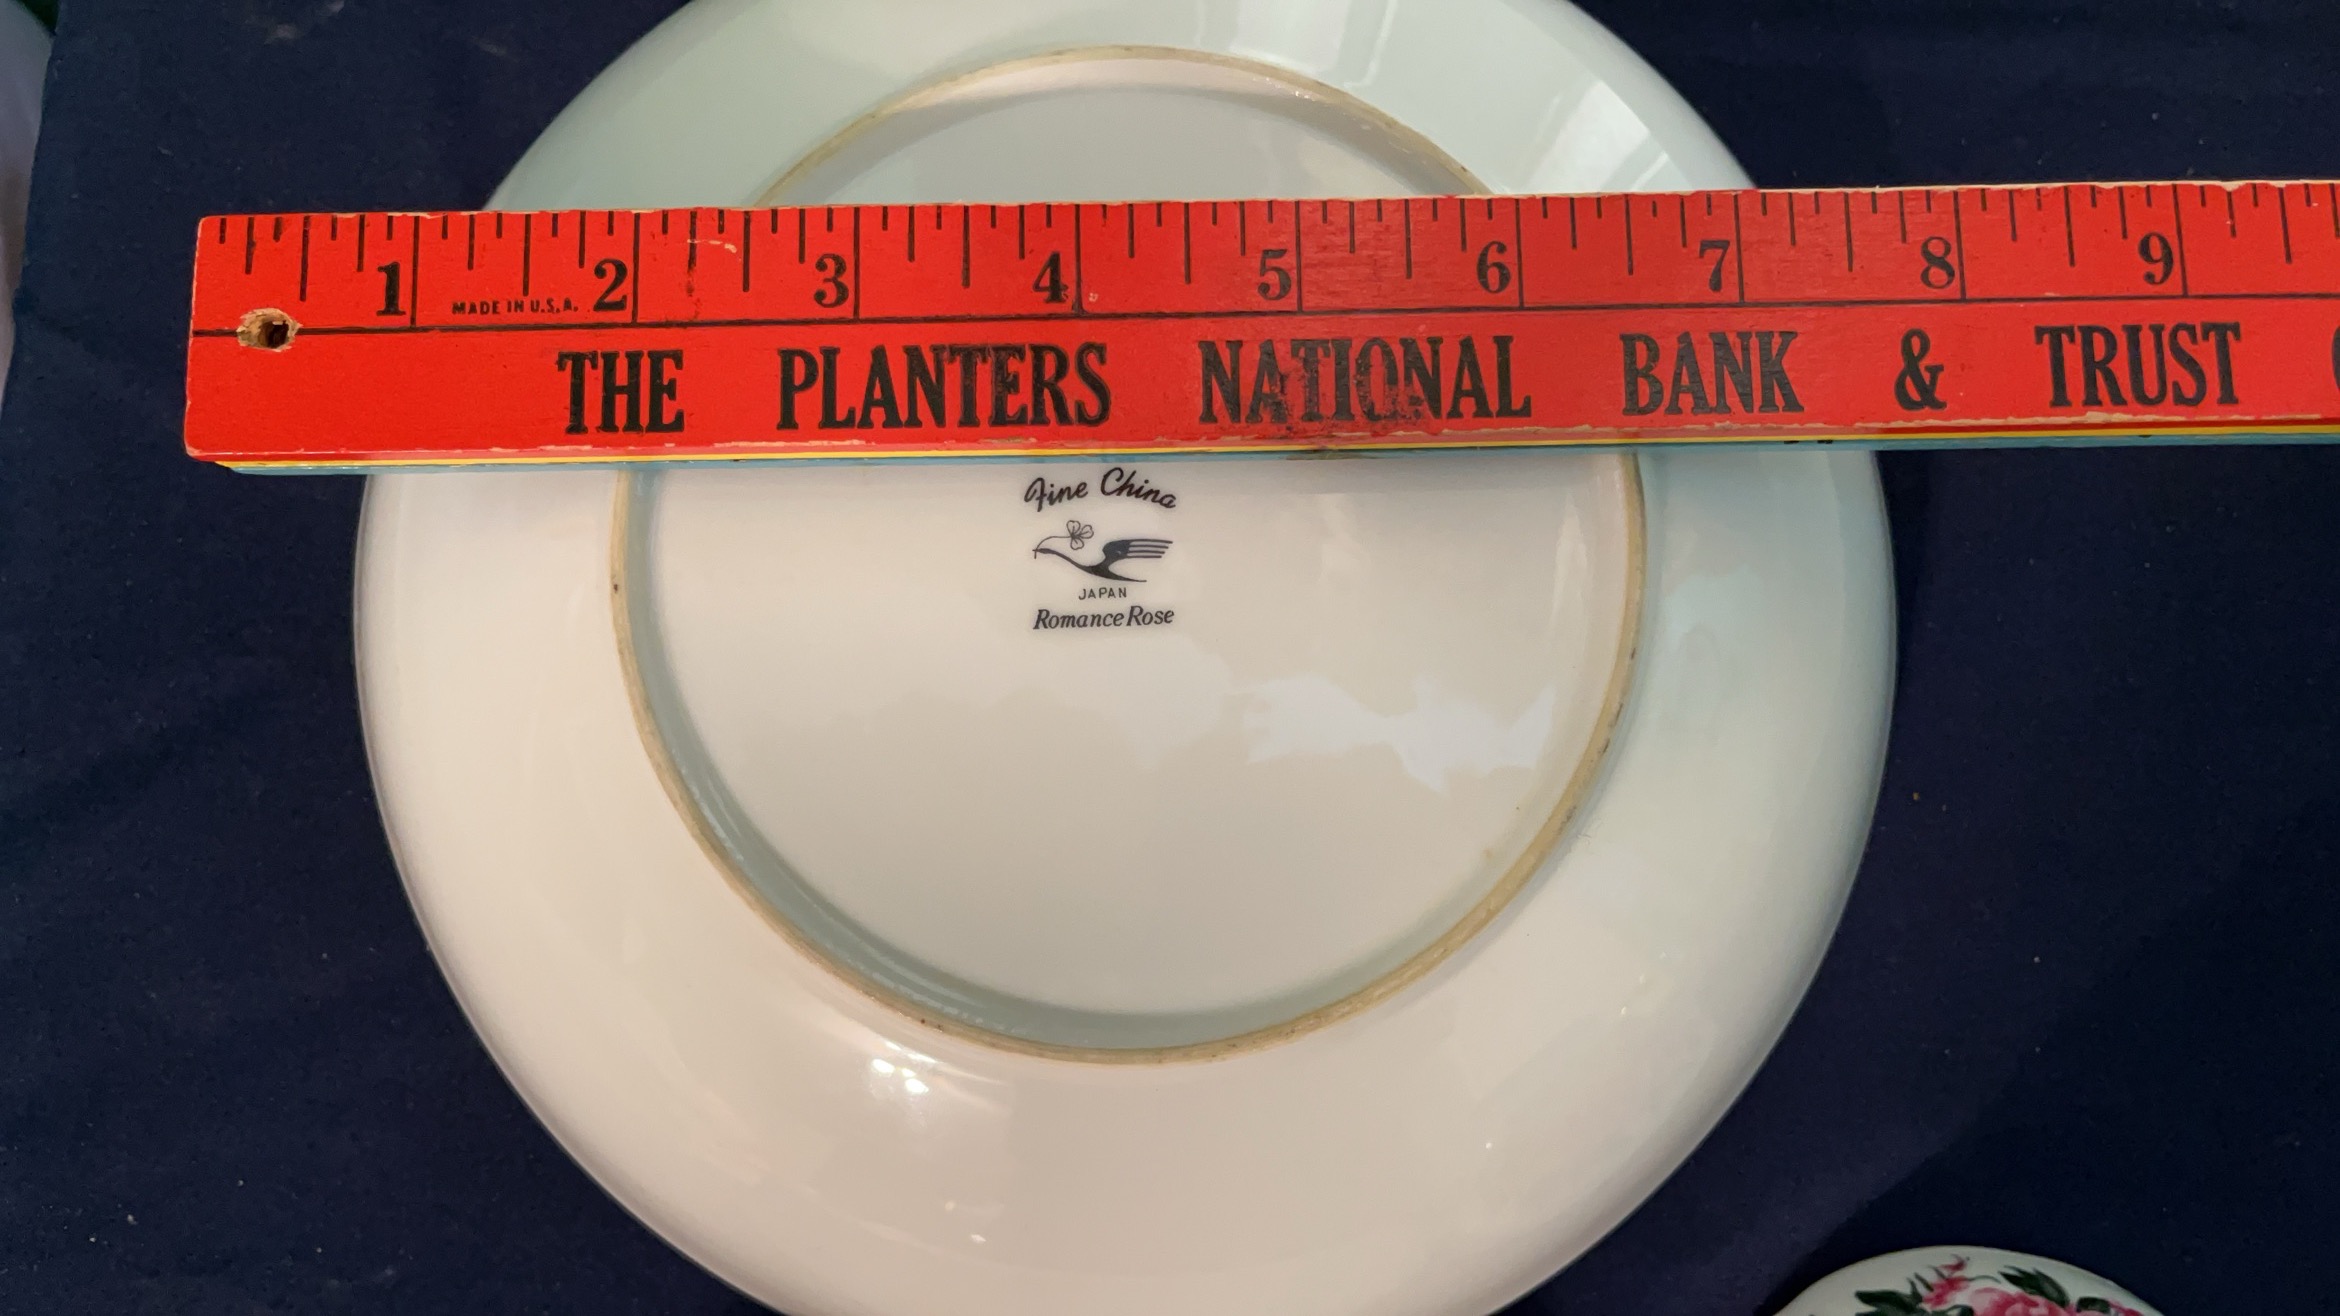 1 2 3 4 5 6 7 8 9
MADE IN U.S.A.
THE PLANTERS NATIONAL BANK & TRUST
Fine China
JAPAN
Romance Rose